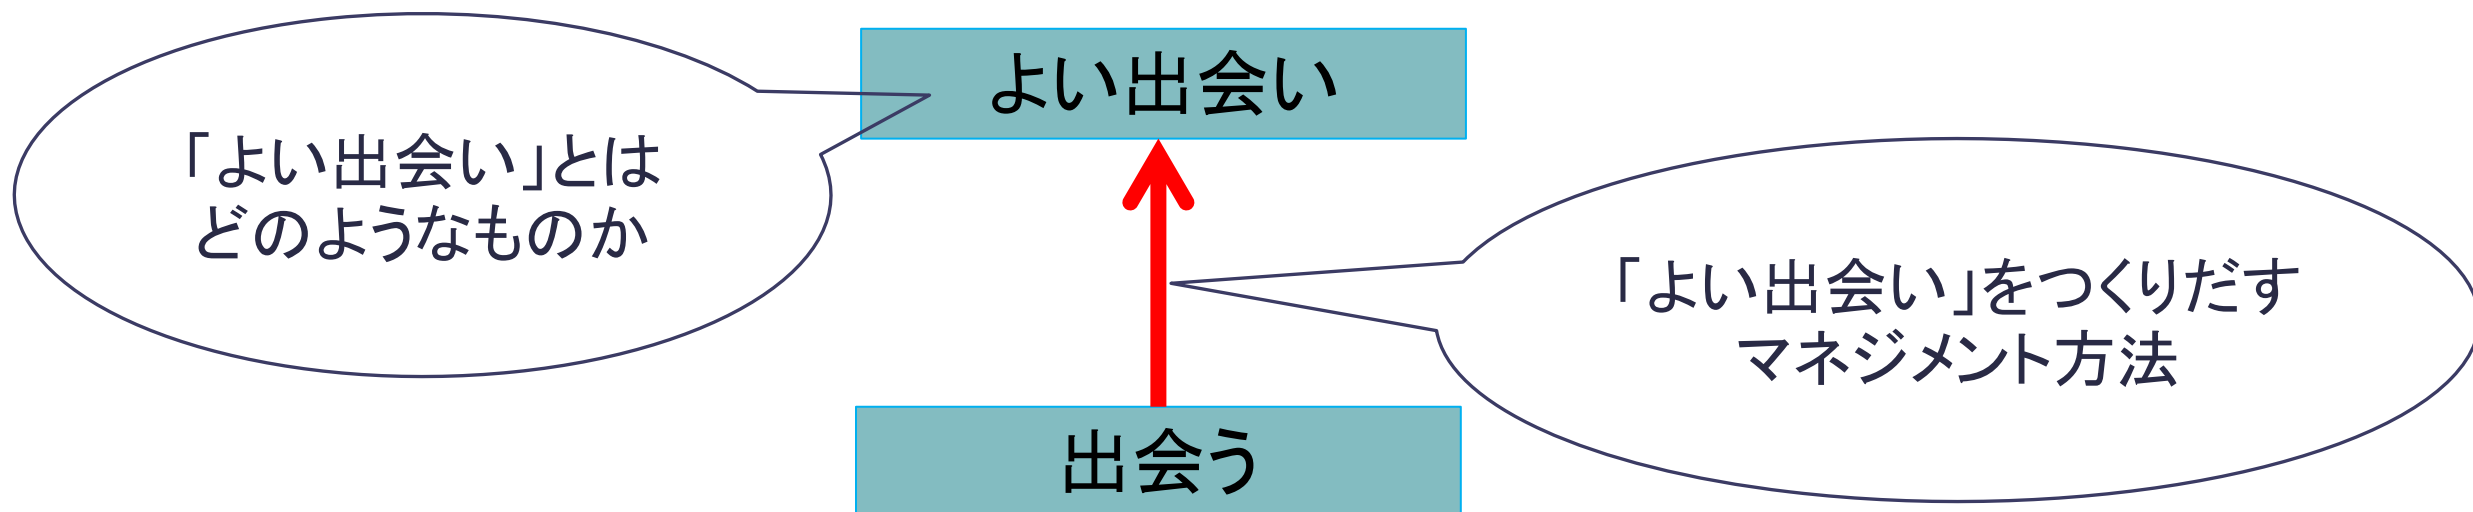 よい出会い
「よい出会い」とは
どのようなものか
「よい出会い」をつくりだす
マネジメント方法
出会う